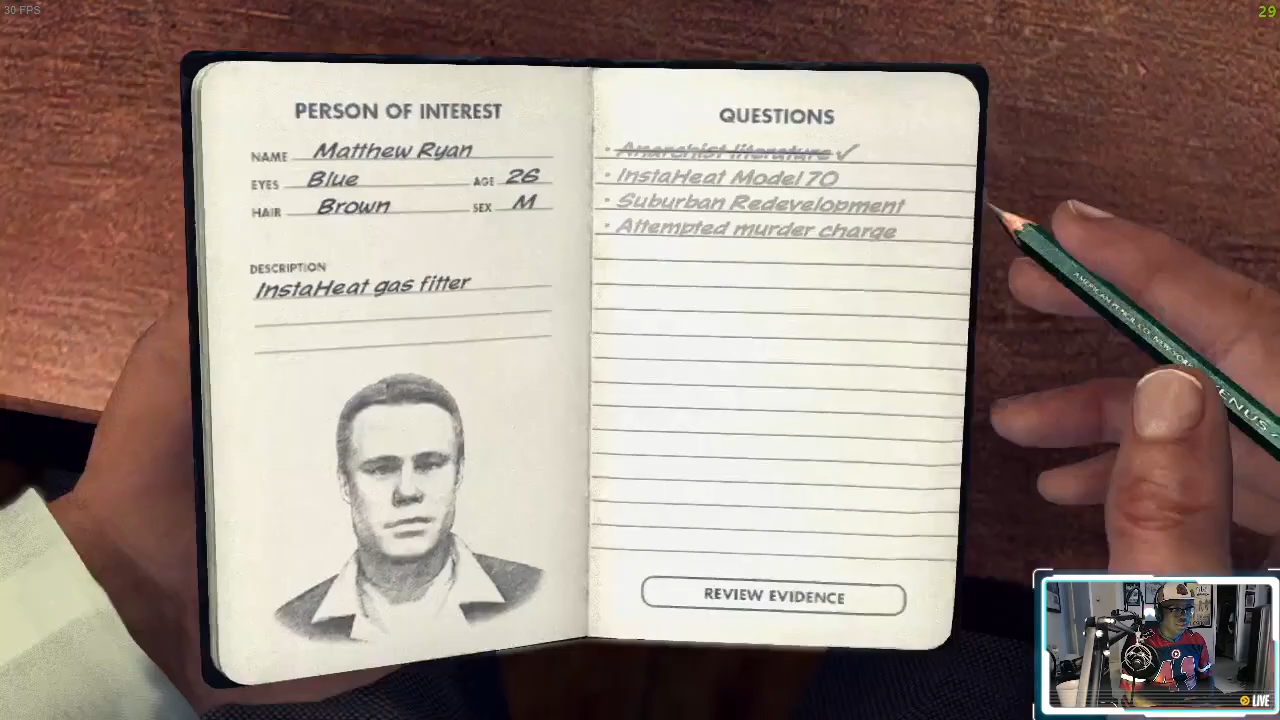 30 FPS
29
PERSON OF INTEREST
NAME Matthew Ryan
EYES Blue AGE 26
HAIR Brown SEX M
DESCRIPTION
InstaHeat gas fitter
QUESTIONS
• Anarchist literature ✓
• InstaHeat Model 70
• Suburban Redevelopment
• Attempted murder charge
REVIEW EVIDENCE
AMERICAN PENCIL CO. NEW YORK
VENUS
LIVE